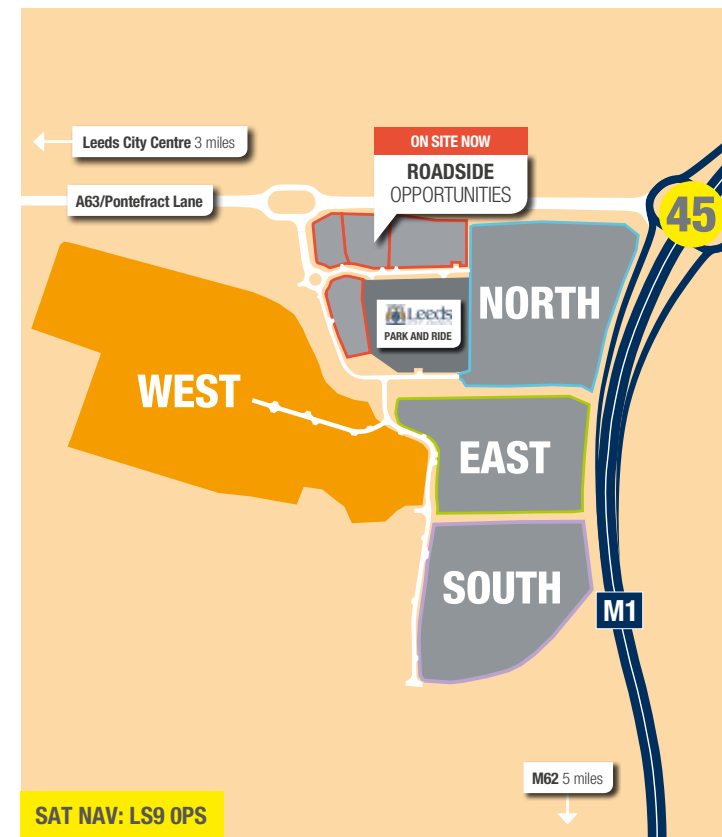 Leeds City Centre 3 miles
ON SITE NOW
ROADSIDE
OPPORTUNITIES
A63/Pontefract Lane
45
NORTH
Leeds
PARK AND RIDE
WEST
EAST
SOUTH
M1
M62 5 miles
SAT NAV: LS9 0PS